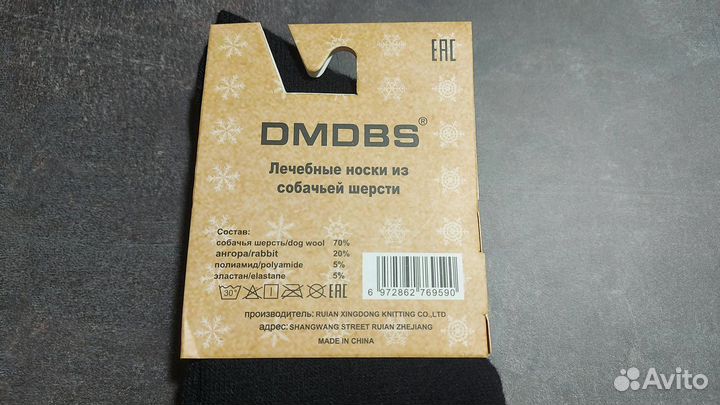 EAC
DMDBS®
Лечебные носки из
собачьей шерсти
Состав:
собачья шерсть/dog wool 70%
ангора/rabbit 20%
полиамид/polyamide 5%
эластан/elastane 5%
30° EAC
6 972862 769590
производитель: RUIAN XINGDONG KNITTING CO.,LTD
адрес:SHANGWANG STREET RUIAN ZHEJIANG
MADE IN CHINA
Avito